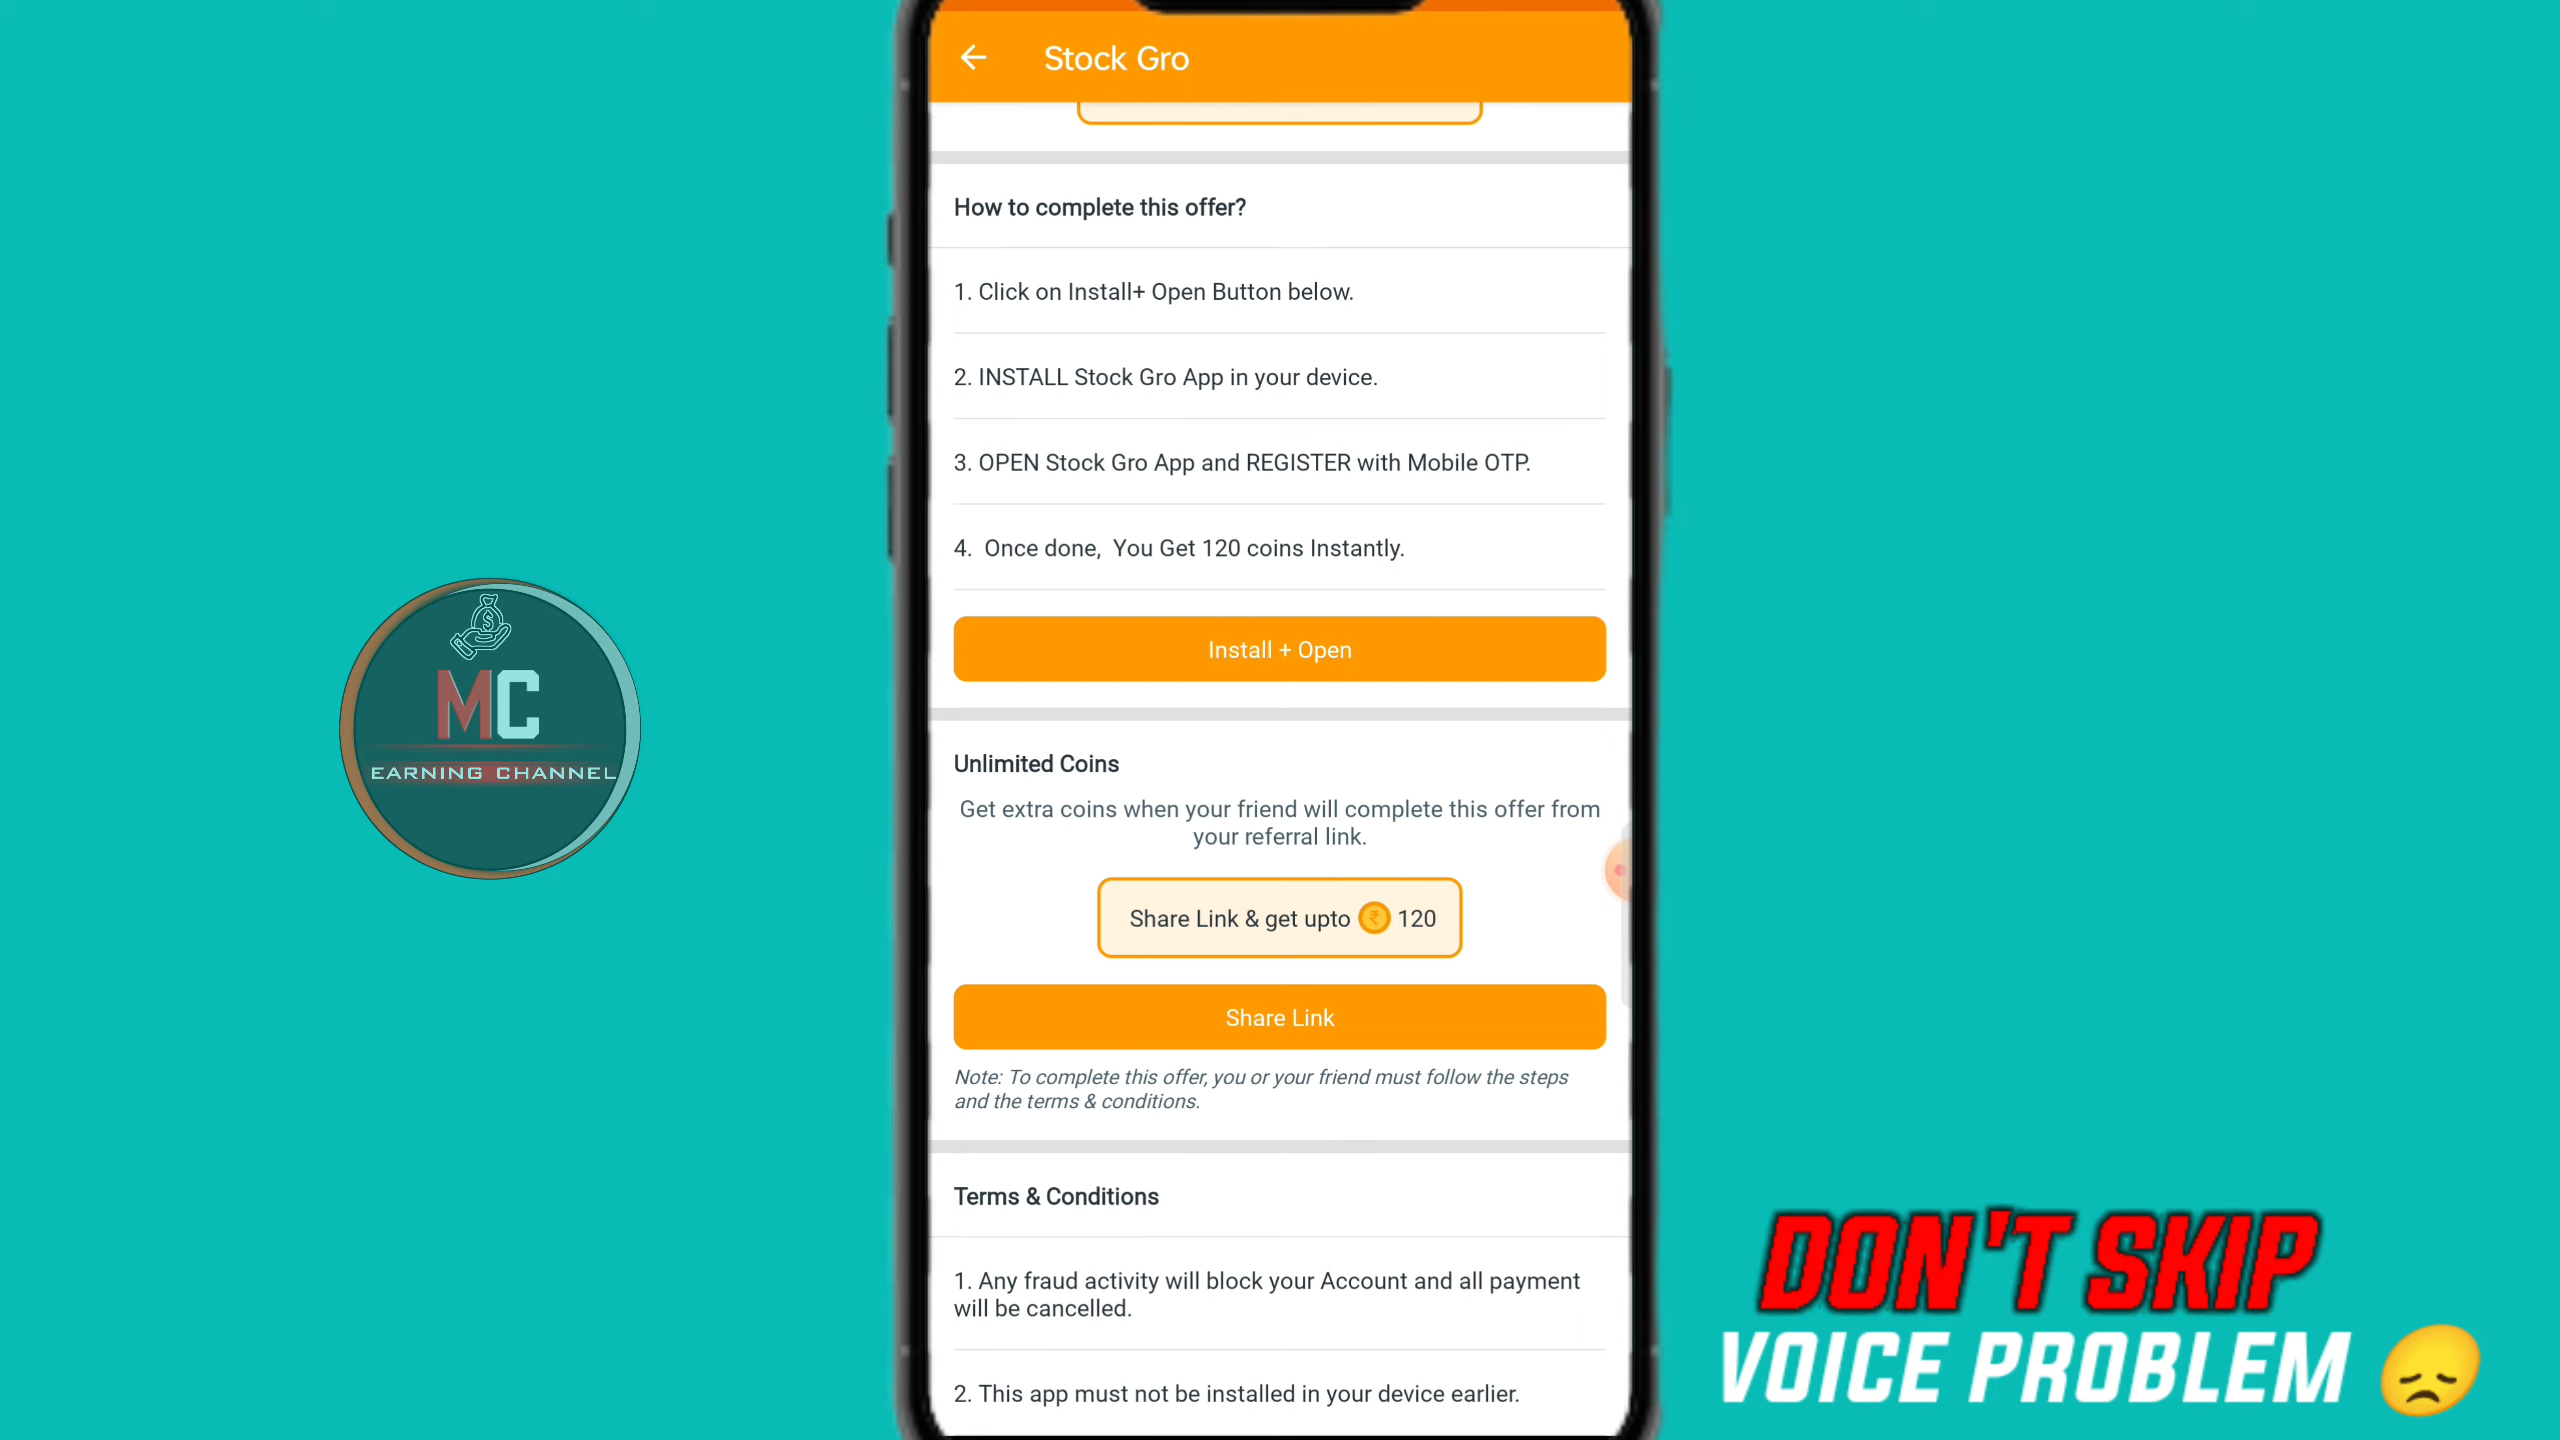 Stock Gro
How to complete this offer?
1. Click on Install+ Open Button below.
2. INSTALL Stock Gro App in your device.
3. OPEN Stock Gro App and REGISTER with Mobile OTP.
4. Once done, You Get 120 coins Instantly.
Install + Open
Unlimited Coins
Get extra coins when your friend will complete this offer from
your referral link.
Share Link & get upto ₹ 120
Share Link
Note: To complete this offer, you or your friend must follow the steps
and the terms & conditions.
Terms & Conditions
1. Any fraud activity will block your Account and all payment
will be cancelled.
2. This app must not be installed in your device earlier.
$
MC
EARNING CHANNEL
DON'T SKIP
VOICE PROBLEM 😞